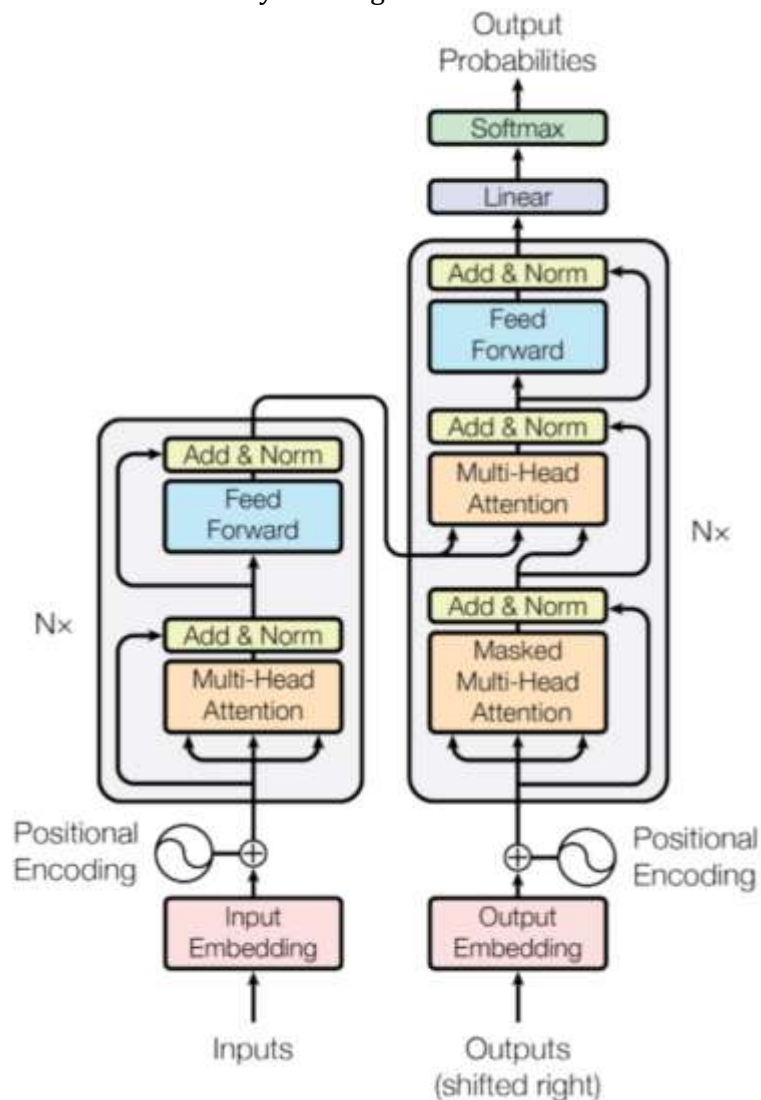 Output
Probabilities
Softmax
Linear
Add & Norm
Feed
Forward
Add & Norm
Multi-Head
Attention
Add & Norm
Masked
Multi-Head
Attention
Nx
Add & Norm
Feed
Forward
Add & Norm
Multi-Head
Attention
Nx
Positional
Encoding
Positional
Encoding
Input
Embedding
Output
Embedding
Inputs
Outputs
(shifted right)